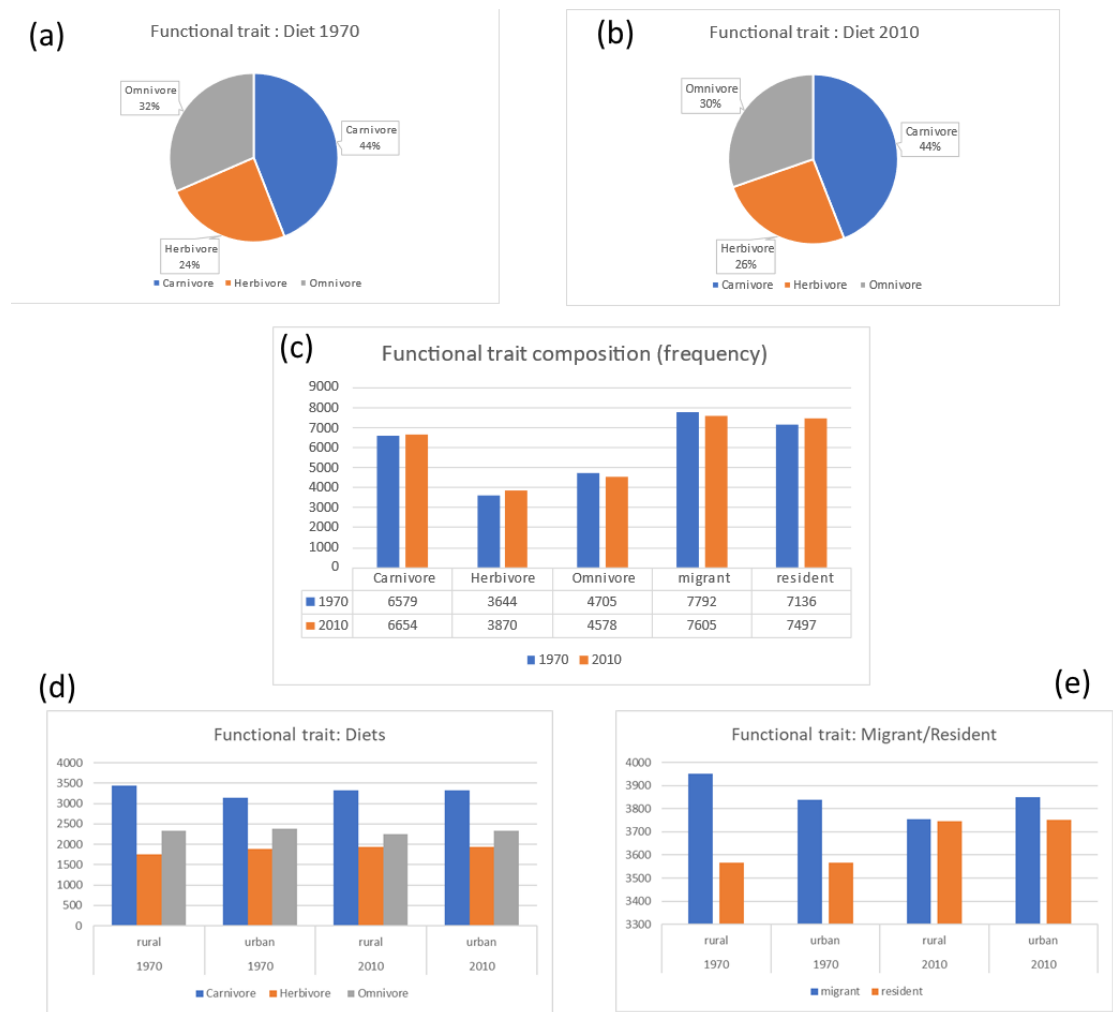 (a)
Functional trait : Diet 1970
Omnivore
32%
Carnivore
44%
Herbivore
24%
Carnivore Herbivore Omnivore
(b)
Functional trait : Diet 2010
Omnivore
30%
Carnivore
44%
Herbivore
26%
Carnivore Herbivore Omnivore
(c)
Functional trait composition (frequency)
9000
8000
7000
6000
5000
4000
3000
2000
1000
0
Carnivore Herbivore Omnivore migrant resident
1970 6579 3644 4705 7792 7136
2010 6654 3870 4578 7605 7497
1970 2010
(d)
Functional trait: Diets
4000
3500
3000
2500
2000
1500
1000
500
0
rural urban rural urban
1970 1970 2010 2010
Carnivore Herbivore Omnivore
(e)
Functional trait: Migrant/Resident
4000
3900
3800
3700
3600
3500
3400
3300
rural urban rural urban
1970 1970 2010 2010
migrant resident